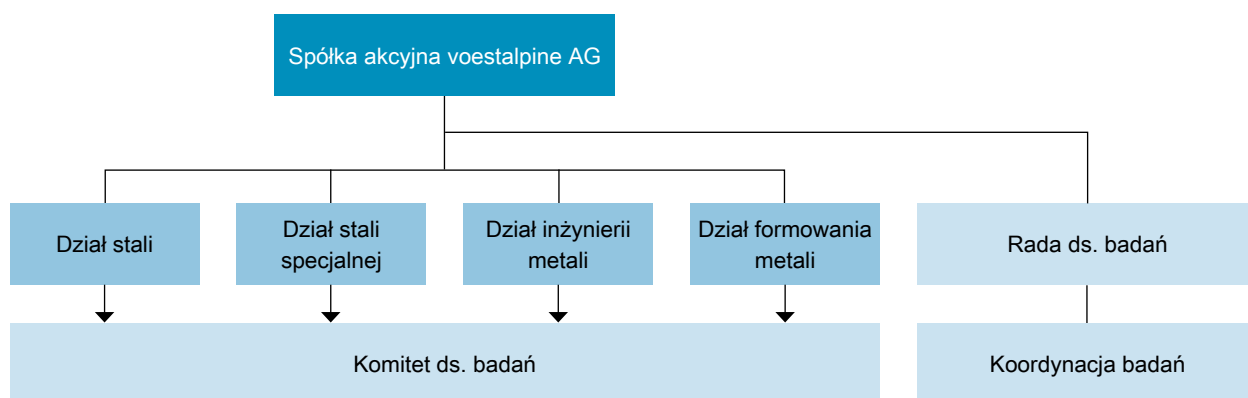 Spółka akcyjna voestalpine AG
Dział stali
Dział stali
specjalnej
Dział inżynierii
metali
Dział formowania
metali
Rada ds. badań
Komitet ds. badań
Koordynacja badań